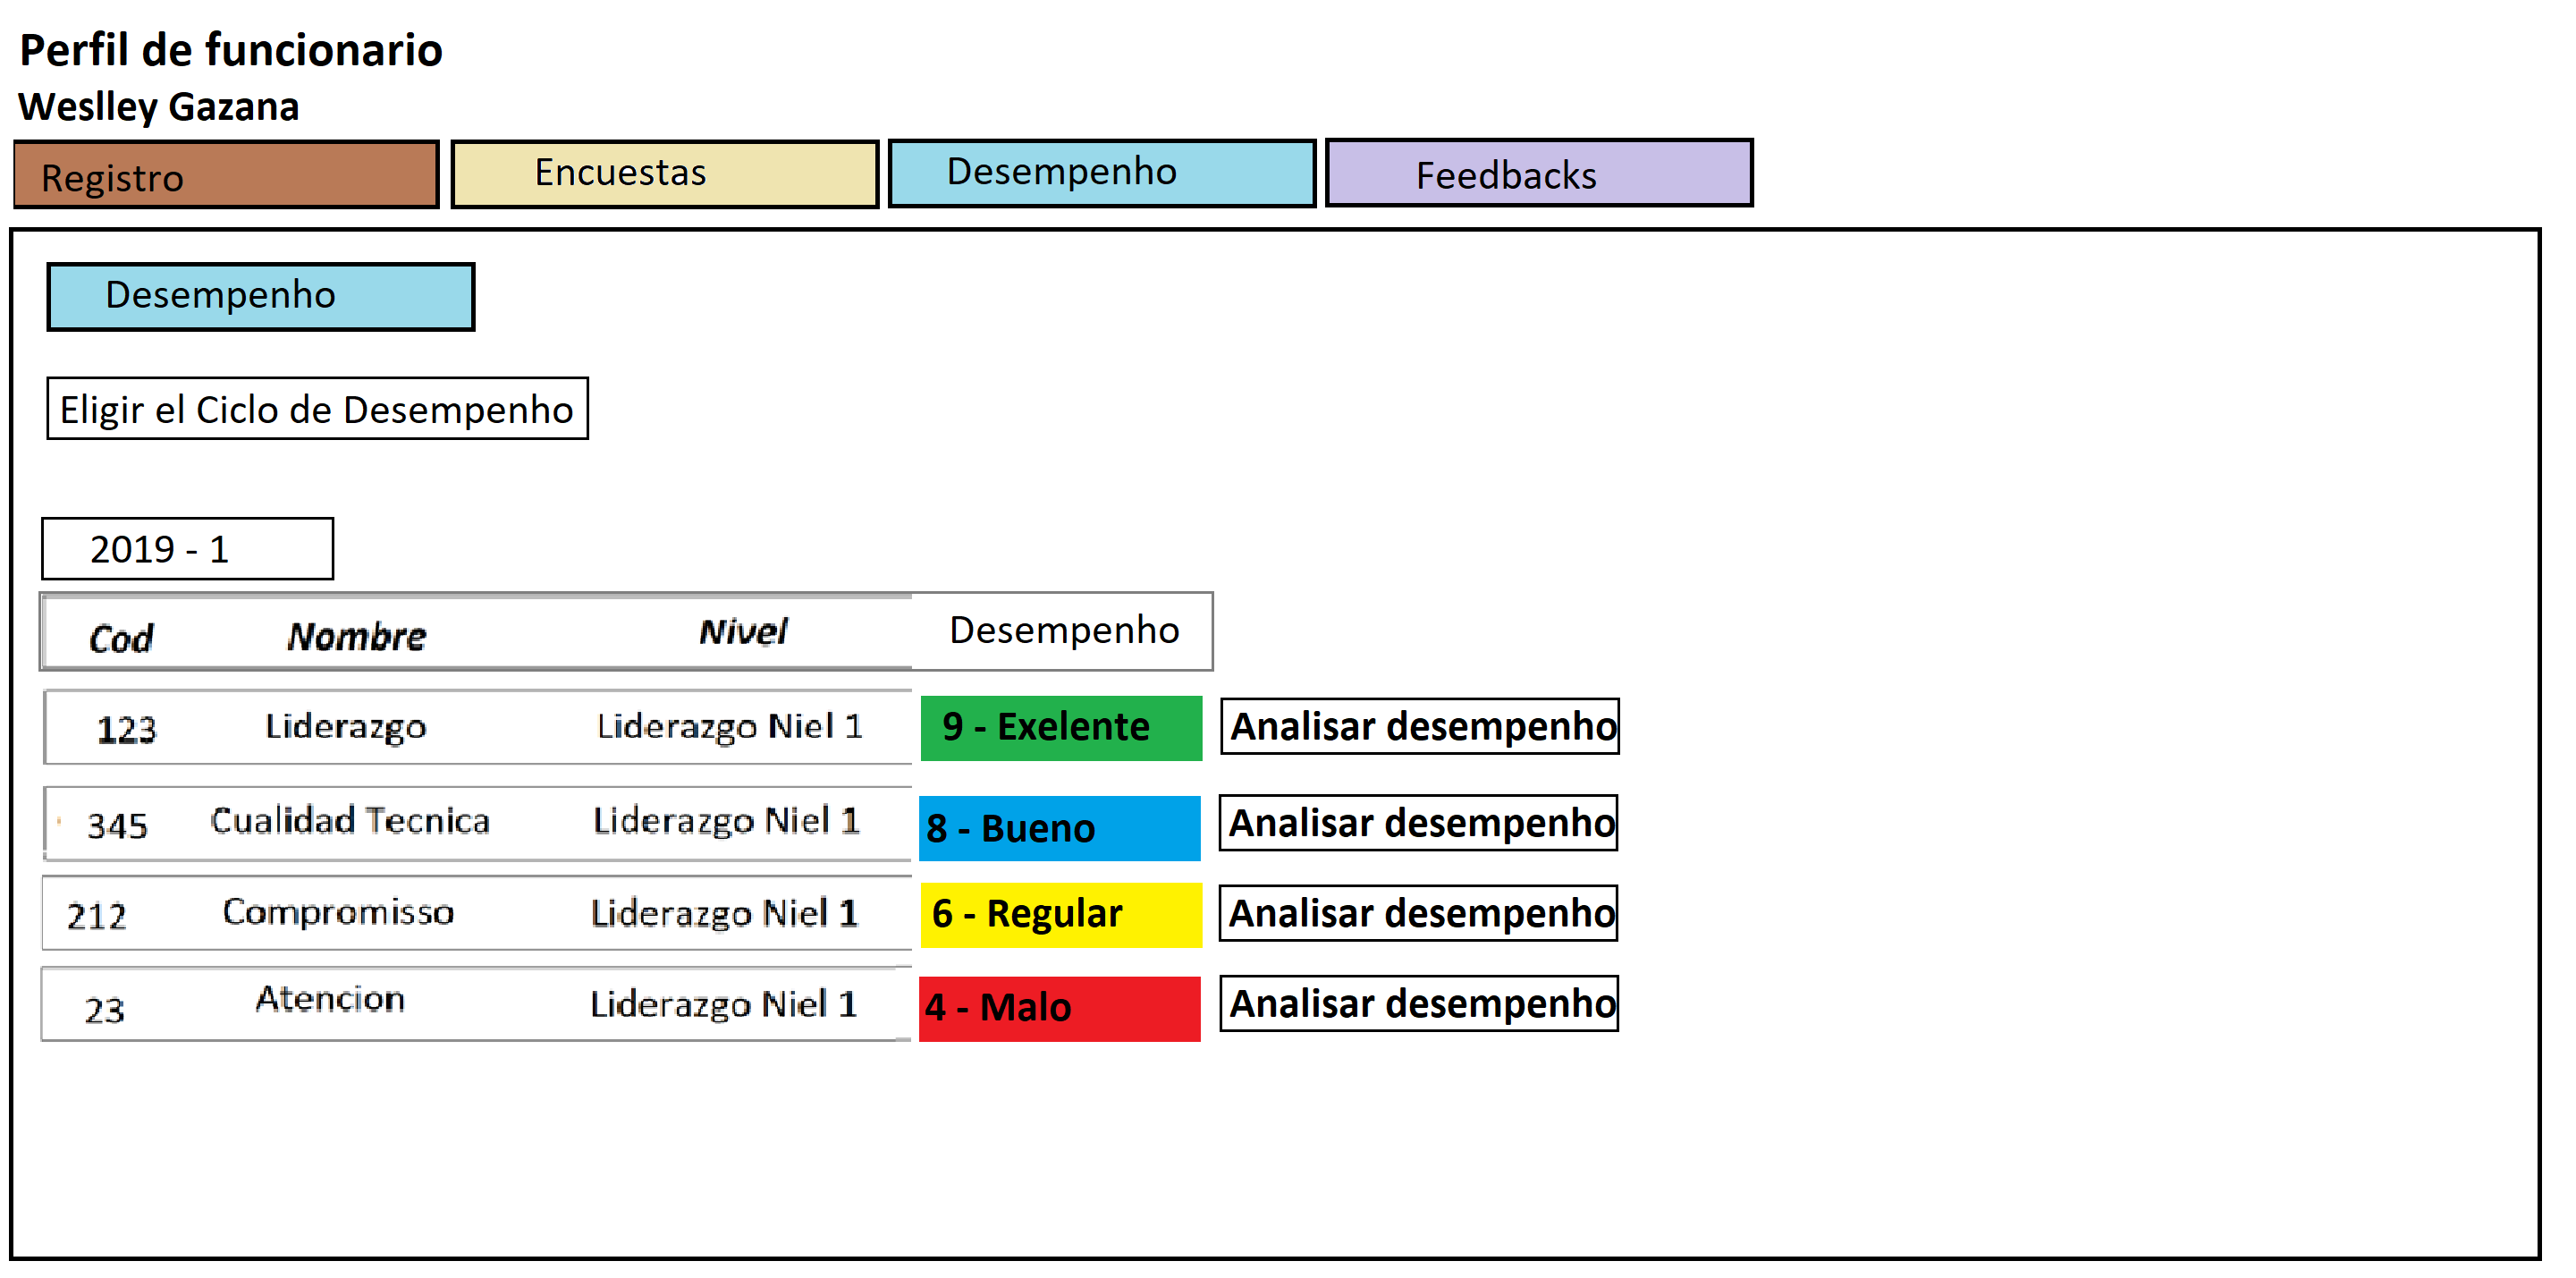 Perfil de funcionario
Weslley Gazana
Registro Encuestas Desempenho Feedbacks
Desempenho
Eligir el Ciclo de Desempenho
2019 - 1
Cod Nombre Nivel Desempenho
123 Liderazgo Liderazgo Niel 1 9 - Exelente Analisar desempenho
345 Cualidad Tecnica Liderazgo Niel 1 8 - Bueno Analisar desempenho
212 Compromisso Liderazgo Niel 1 6 - Regular Analisar desempenho
23 Atencion Liderazgo Niel 1 4 - Malo Analisar desempenho